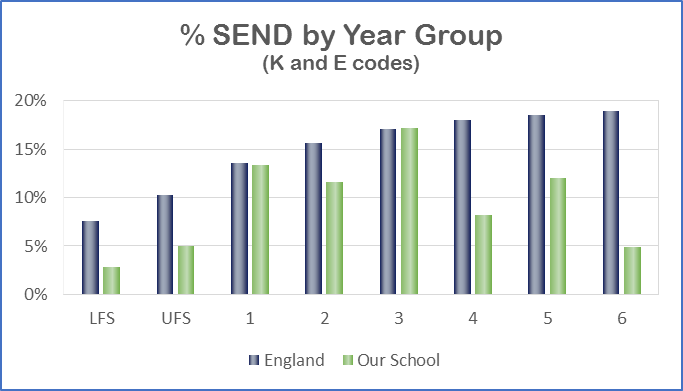 % SEND by Year Group
(K and E codes)
20%
15%
10%
5%
0%
LFS UFS 1 2 3 4 5 6
England Our School